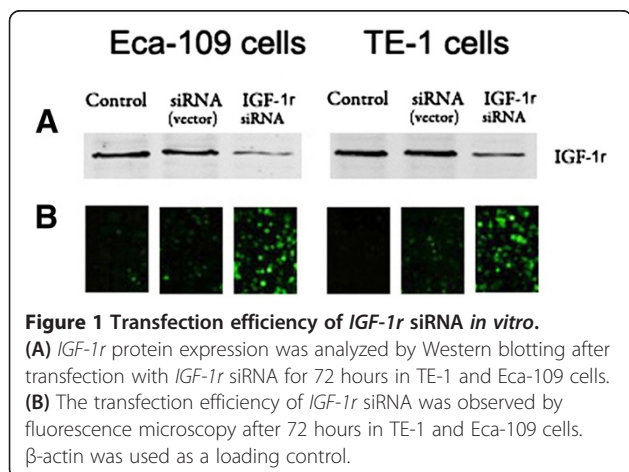 Eca-109 cells TE-1 cells
Control siRNA (vector) IGF-1r siRNA Control siRNA (vector) IGF-1r siRNA
A
IGF-1r
B
Figure 1 Transfection efficiency of IGF-1r siRNA in vitro.
(A) IGF-1r protein expression was analyzed by Western blotting after
transfection with IGF-1r siRNA for 72 hours in TE-1 and Eca-109 cells.
(B) The transfection efficiency of IGF-1r siRNA was observed by
fluorescence microscopy after 72 hours in TE-1 and Eca-109 cells.
β-actin was used as a loading control.